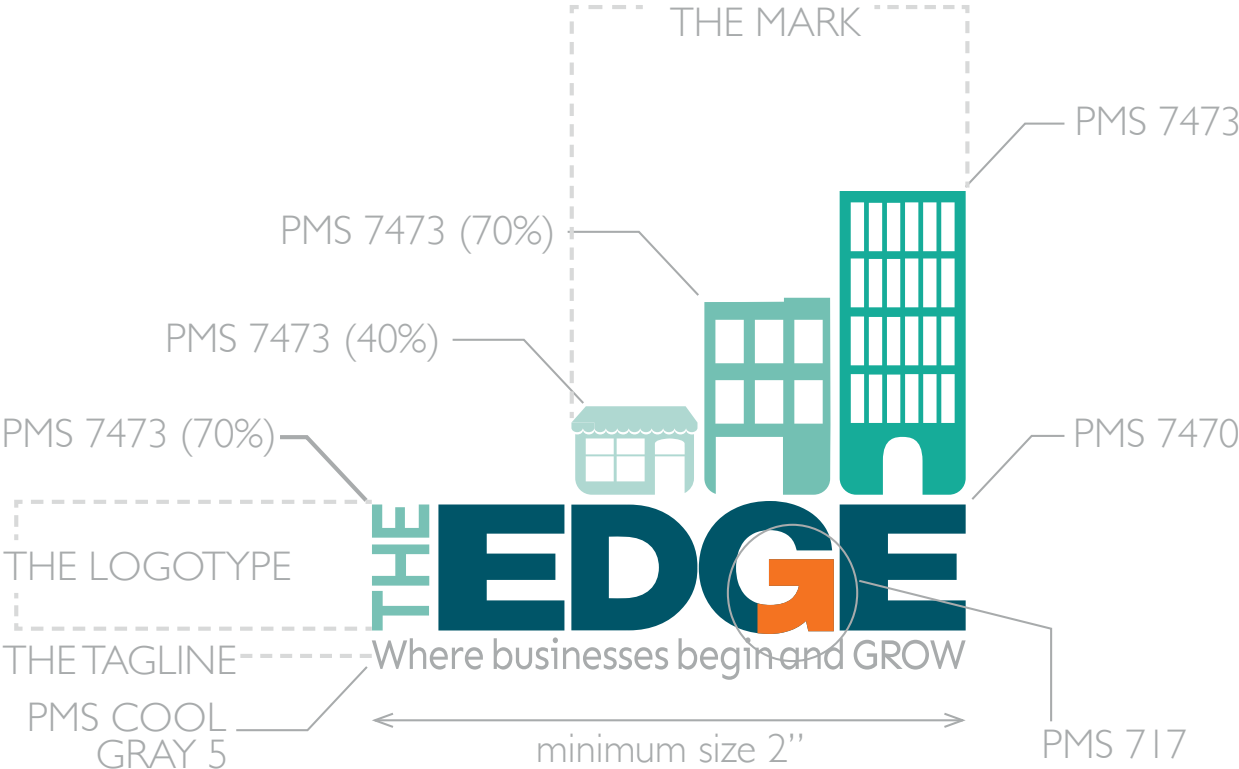 THE MARK
PMS 7473
PMS 7473 (70%)
PMS 7473 (40%)
PMS 7473 (70%)
PMS 7470
THE EDGE
THE LOGOTYPE
THE TAGLINE
Where businesses begin and GROW
PMS COOL
GRAY 5
minimum size 2’’
PMS 717